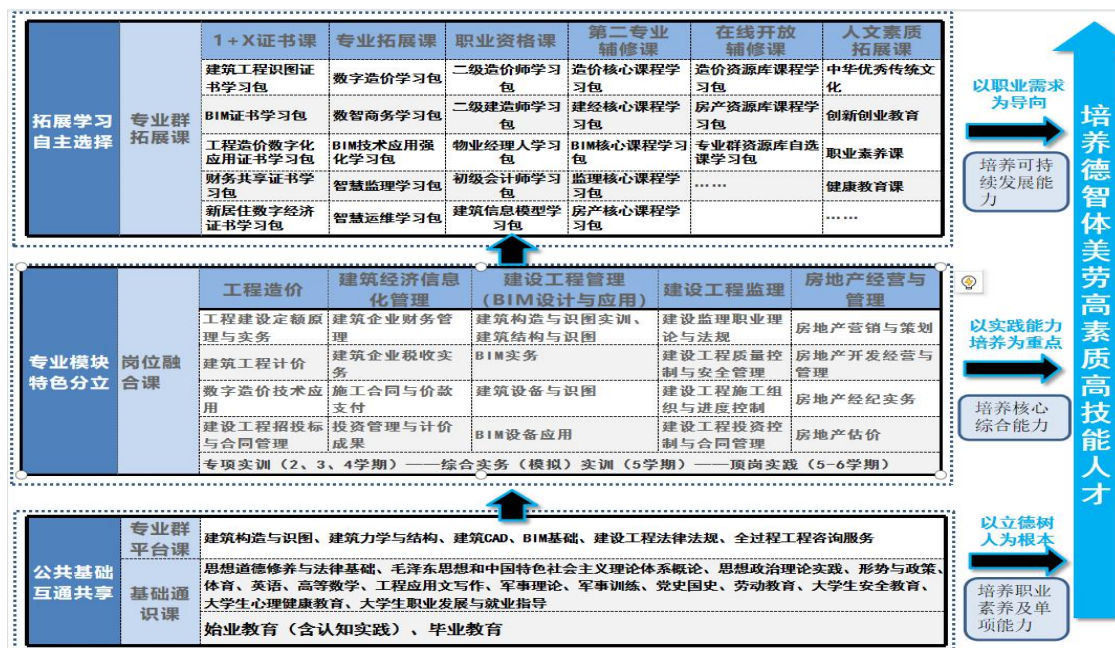 1+X证书课 专业拓展课 职业资格课 第二专业辅修课 在线开放辅修课 人文素质拓展课
拓展学习
自主选择
专业群
拓展课
建筑工程识图证书学习包 数字造价学习包 二级造价师学习包 造价核心课程学习包 造价资源库课程学习包 中华优秀传统文化
BIM证书学习包 数智商务学习包 二级建造师学习包 建经核心课程学习包 房产资源库课程学习包 创新创业教育
工程造价数字化应用证书学习包 BIM技术应用强化学习包 物业经理人学习包 BIM核心课程学习包 专业群资源库自选课学习包 职业素养课
财务共享证书学习包 智慧监理学习包 初级会计师学习包 监理核心课程学习包 …… 健康教育课
新居住数字经济证书学习包 智慧运维学习包 建筑信息模型学习包 房产核心课程学习包 ……
以职业需求
为导向
培养可持
续发展能
力
工程造价 建筑经济信息化管理 建设工程管理(BIM设计与应用) 建设工程监理 房地产经营与管理
专业模块
特色分立
岗位融
合课
工程建设定额原理与实务 建筑企业财务管理 建筑构造与识图实训、建筑结构与识图 建设监理职业理论与法规 房地产营销与策划
建筑工程计价 建筑企业税收实务 BIM实务 建设工程质量控制与安全管理 房地产开发经营与管理
数字造价技术应用 施工合同与价款支付 建筑设备与识图 建设工程施工组织与进度控制 房地产经纪实务
建设工程招投标与合同管理 投资管理与计价成果 BIM设备应用 建设工程投资控制与合同管理 房地产估价
专项实训（2、3、4学期）——综合实务（模拟）实训（5学期）——顶岗实践（5-6学期）
以实践能力
培养为重点
培养核心
综合能力
公共基础
互通共享
专业群
平台课
建筑构造与识图、建筑力学与结构、建筑CAD、BIM基础、建设工程法律法规、全过程工程咨询服务
基础通
识课
思想道德修养与法律基础、毛泽东思想和中国特色社会主义理论体系概论、思想政治理论实践、形势与政策、
体育、英语、高等数学、工程应用文写作、军事理论、军事训练、党史国史、劳动教育、大学生安全教育、
大学生心理健康教育、大学生职业发展与就业指导
始业教育（含认知实践）、毕业教育
以立德树
人为根本
培养职业
素养及单
项能力
培养德智体美劳高素质高技能人才